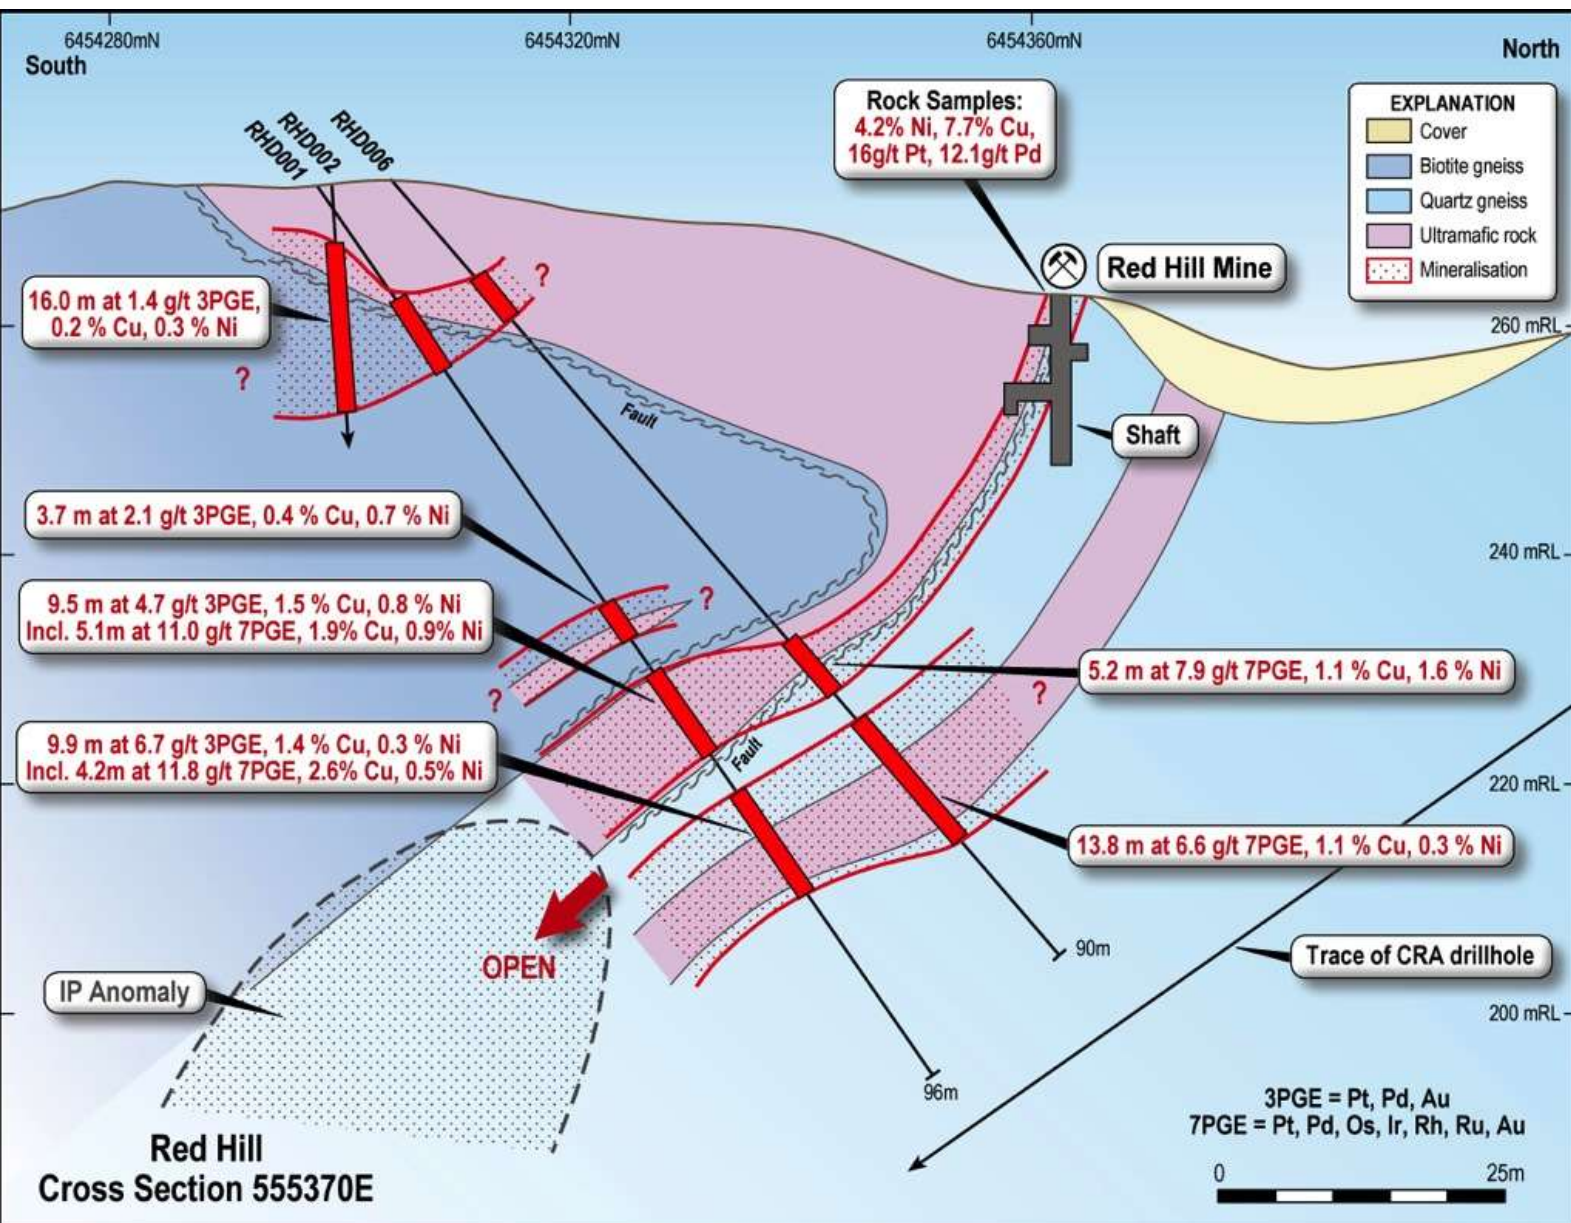 6454280mN
6454320mN
6454360mN
South
North
RHD001
RHD002
RHD006
Rock Samples:
4.2% Ni, 7.7% Cu,
16g/t Pt, 12.1g/t Pd
EXPLANATION
Cover
Biotite gneiss
Quartz gneiss
Ultramafic rock
Mineralisation
Red Hill Mine
?
16.0 m at 1.4 g/t 3PGE,
0.2 % Cu, 0.3 % Ni
260 mRL
?
Fault
Shaft
3.7 m at 2.1 g/t 3PGE, 0.4 % Cu, 0.7 % Ni
240 mRL
9.5 m at 4.7 g/t 3PGE, 1.5 % Cu, 0.8 % Ni
Incl. 5.1m at 11.0 g/t 7PGE, 1.9% Cu, 0.9% Ni
?
5.2 m at 7.9 g/t 7PGE, 1.1 % Cu, 1.6 % Ni
?
?
9.9 m at 6.7 g/t 3PGE, 1.4 % Cu, 0.3 % Ni
Incl. 4.2m at 11.8 g/t 7PGE, 2.6% Cu, 0.5% Ni
Fault
220 mRL
13.8 m at 6.6 g/t 7PGE, 1.1 % Cu, 0.3 % Ni
OPEN
90m
Trace of CRA drillhole
IP Anomaly
200 mRL
96m
3PGE = Pt, Pd, Au
7PGE = Pt, Pd, Os, Ir, Rh, Ru, Au
Red Hill
Cross Section 555370E
0
25m